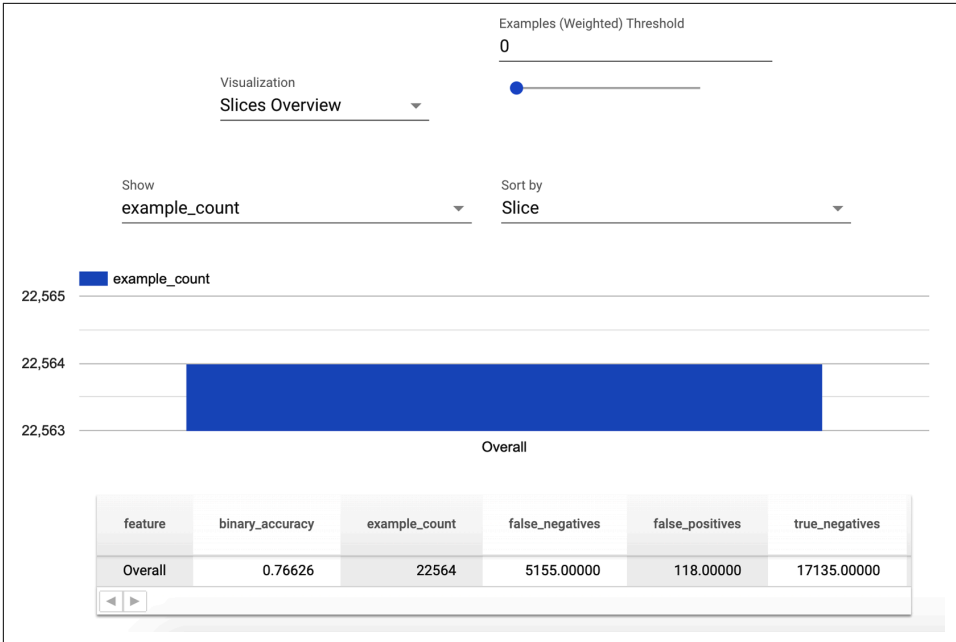 Examples (Weighted) Threshold
0
Visualization
Slices Overview
Show
example_count
Sort by
Slice
example_count
22,565
22,564
22,563
Overall
feature binary_accuracy example_count false_negatives false_positives true_negatives
Overall 0.76626 22564 5155.00000 118.00000 17135.00000